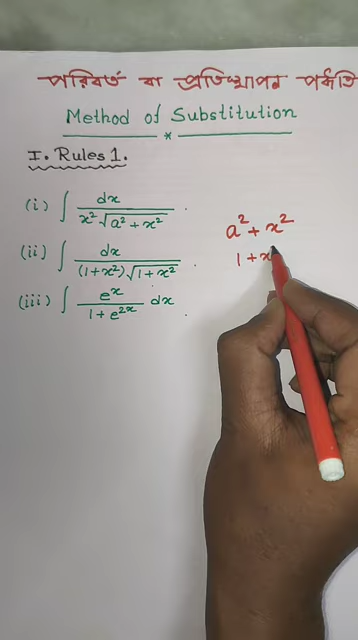 পরিবর্ত বা প্রতিস্থাপন পদ্ধতি
Method of Substitution
*
I. Rules 1.
(i) ∫ dx / x²√(a² + x²) .
(ii) ∫ dx / (1+x²)√(1+x²) .
(iii) ∫ eˣ / (1+e²ˣ) dx .
a² + x²
1 + x